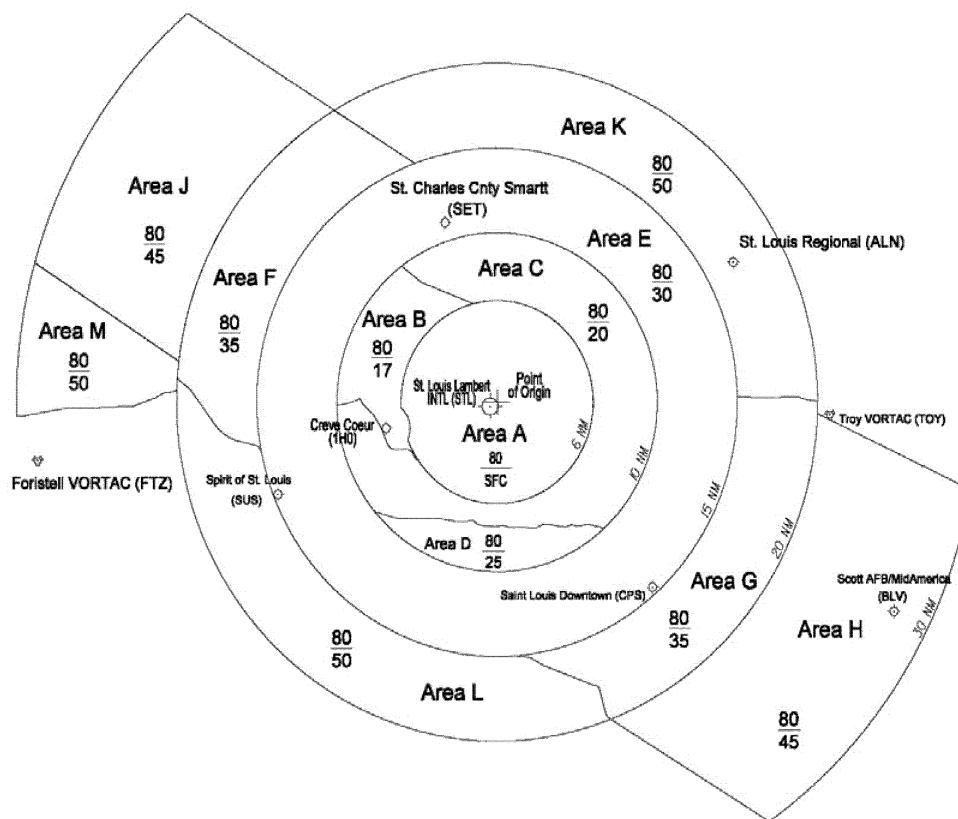 Area K
80
50
Area J
80
45
St. Charles Cnty Smartt
(SET)
Area E
80
30
St. Louis Regional (ALN)
Area C
80
20
Area F
80
35
Area B
80
17
Area M
80
50
St. Louis Lambert
INTL (STL)
Point
of Origin
Creve Coeur
(1H0)
Area A
80
SFC
6 NM
10 NM
15 NM
20 NM
30 NM
Troy VORTAC (TOY)
Foristell VORTAC (FTZ)
Spirit of St. Louis
(SUS)
Area D
80
25
Saint Louis Downtown (CPS)
Area G
80
35
Scott AFB/MidAmerica
(BLV)
Area H
80
45
80
50
Area L